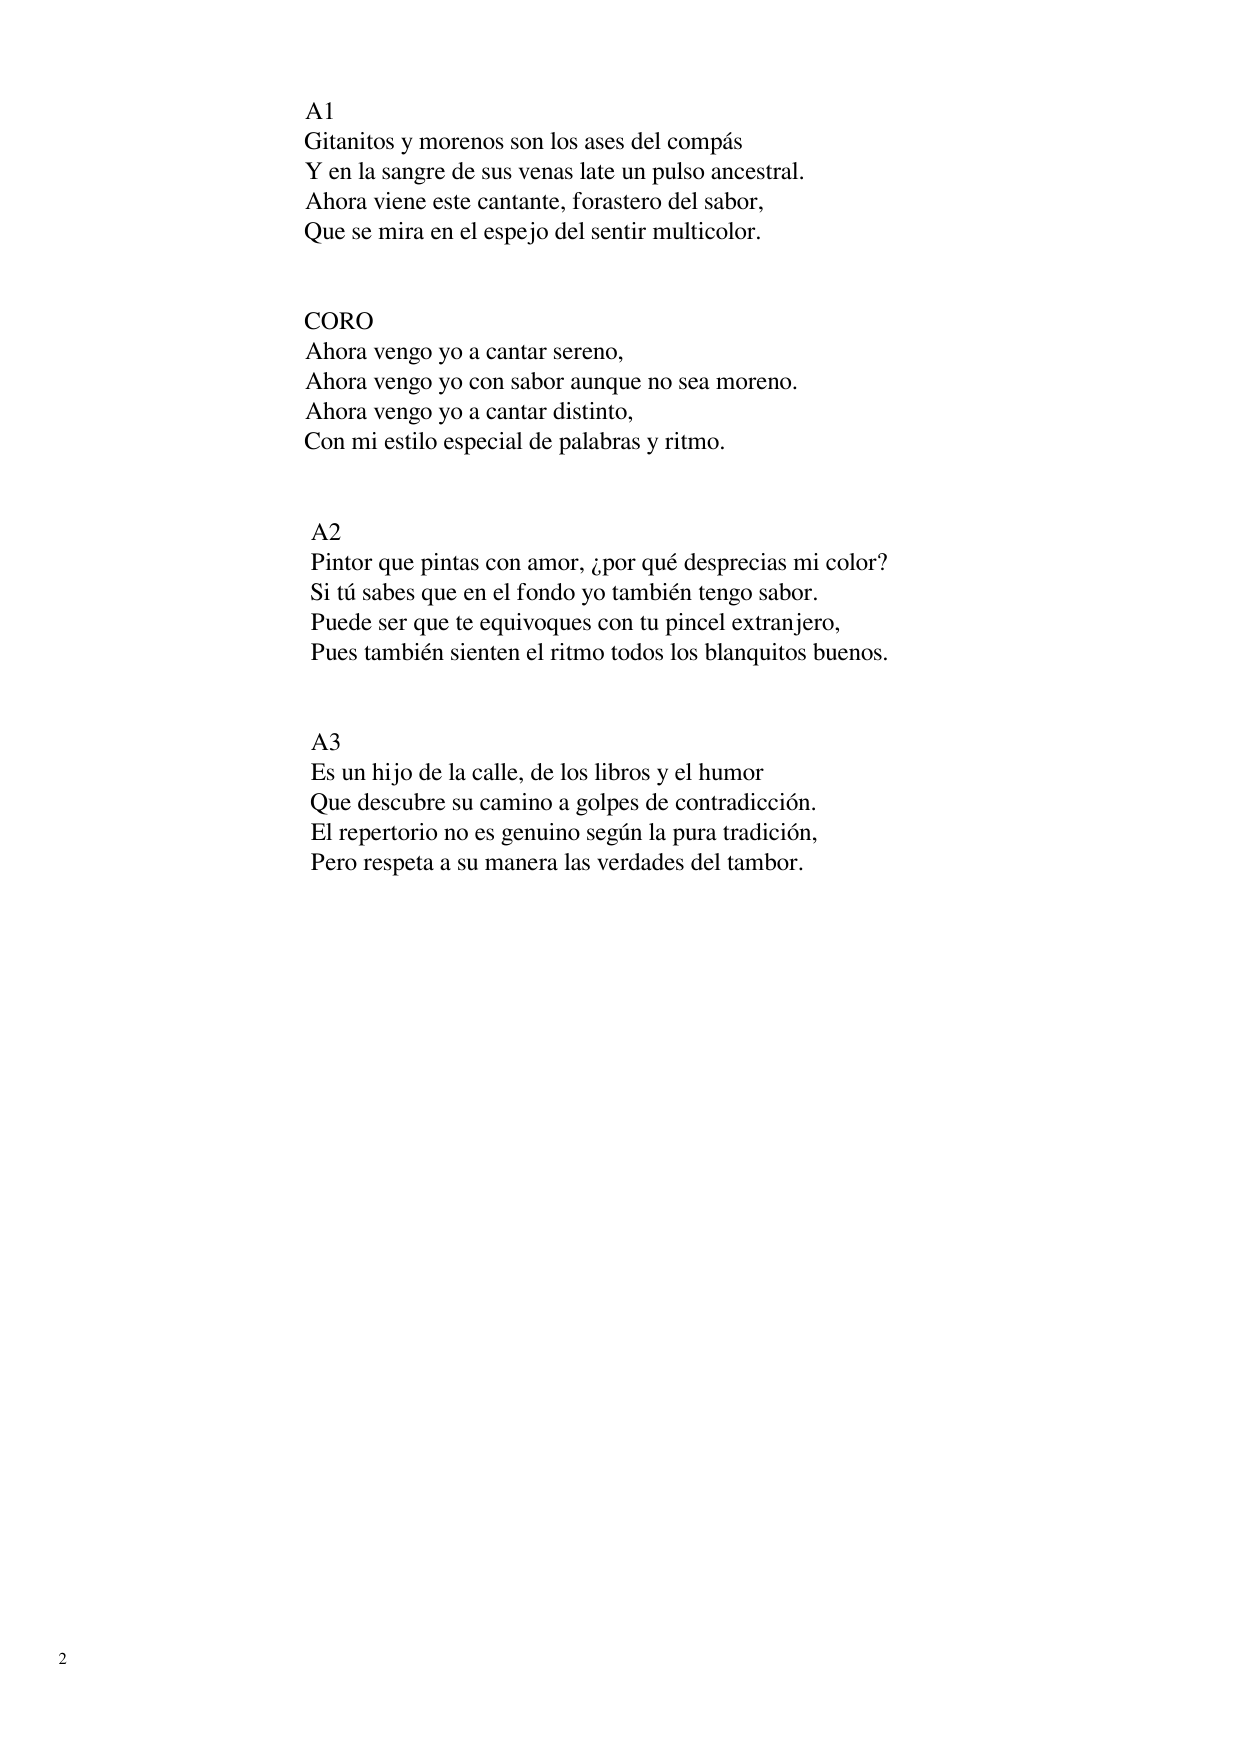 A1
Gitanitos y morenos son los ases del compás
Y en la sangre de sus venas late un pulso ancestral.
Ahora viene este cantante, forastero del sabor,
Que se mira en el espejo del sentir multicolor.
CORO
Ahora vengo yo a cantar sereno,
Ahora vengo yo con sabor aunque no sea moreno.
Ahora vengo yo a cantar distinto,
Con mi estilo especial de palabras y ritmo.
A2
Pintor que pintas con amor, ¿por qué desprecias mi color?
Si tú sabes que en el fondo yo también tengo sabor.
Puede ser que te equivoques con tu pincel extranjero,
Pues también sienten el ritmo todos los blanquitos buenos.
A3
Es un hijo de la calle, de los libros y el humor
Que descubre su camino a golpes de contradicción.
El repertorio no es genuino según la pura tradición,
Pero respeta a su manera las verdades del tambor.
2